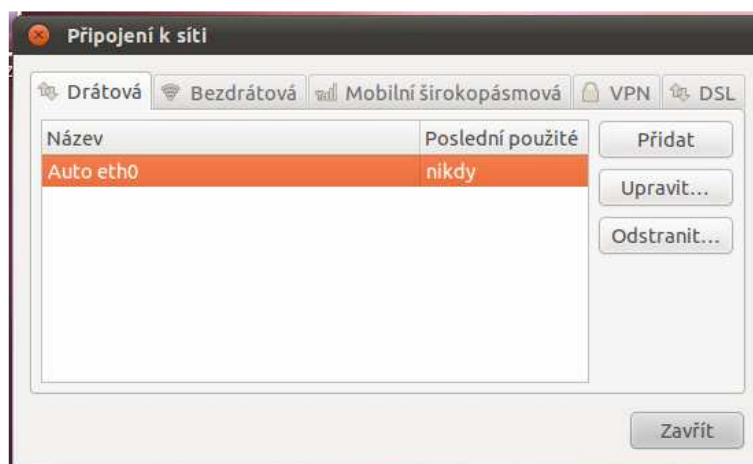 Připojení k síti
Drátová Bezdrátová Mobilní širokopásmová VPN DSL
Název Poslední použité Přidat
Auto eth0 nikdy
Upravit...
Odstranit...
Zavřít